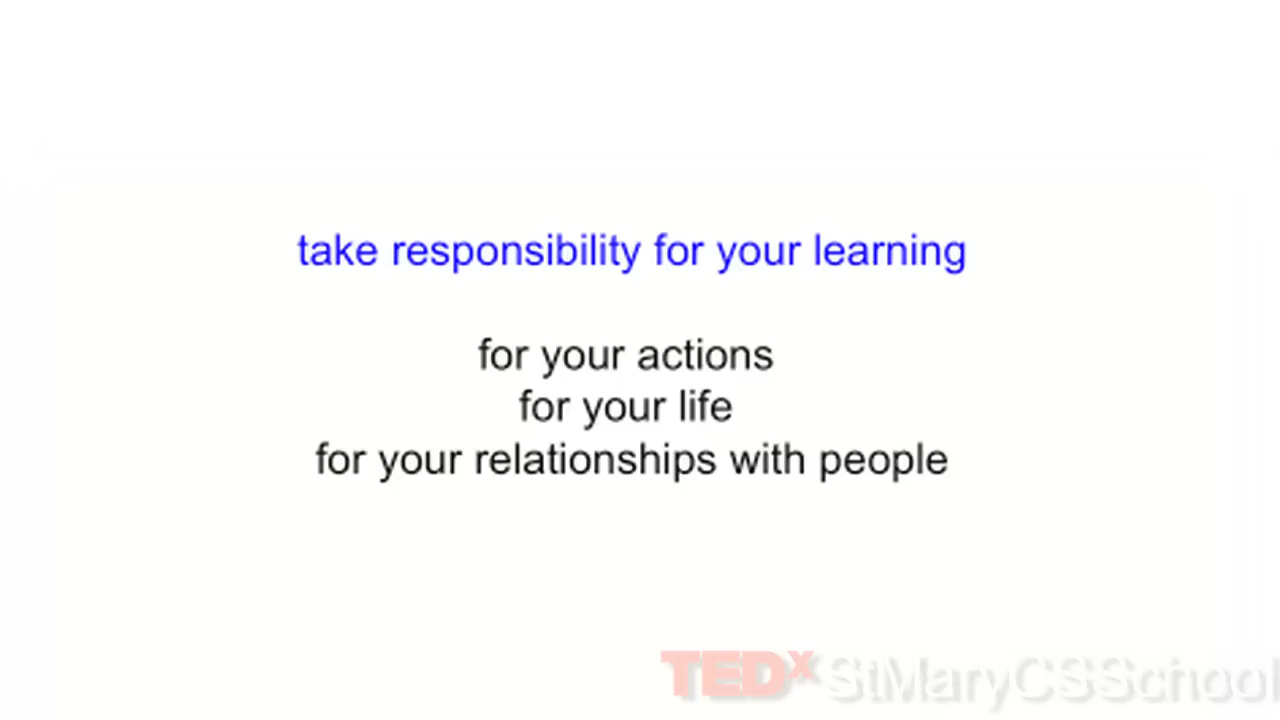 take responsibility for your learning
for your actions
for your life
for your relationships with people
TEDx StMaryCSSchool